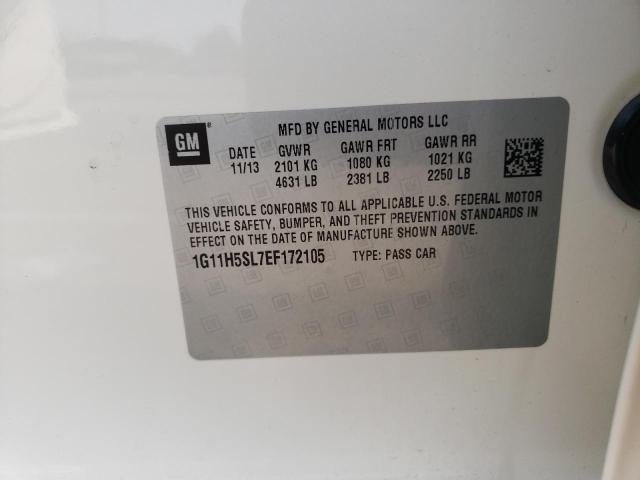 GM®
MFD BY GENERAL MOTORS LLC
DATE GVWR GAWR FRT GAWR RR
11/13 2101 KG 1080 KG 1021 KG
4631 LB 2381 LB 2250 LB
THIS VEHICLE CONFORMS TO ALL APPLICABLE U.S. FEDERAL MOTOR
VEHICLE SAFETY, BUMPER, AND THEFT PREVENTION STANDARDS IN
EFFECT ON THE DATE OF MANUFACTURE SHOWN ABOVE.
1G11H5SL7EF172105 TYPE: PASS CAR